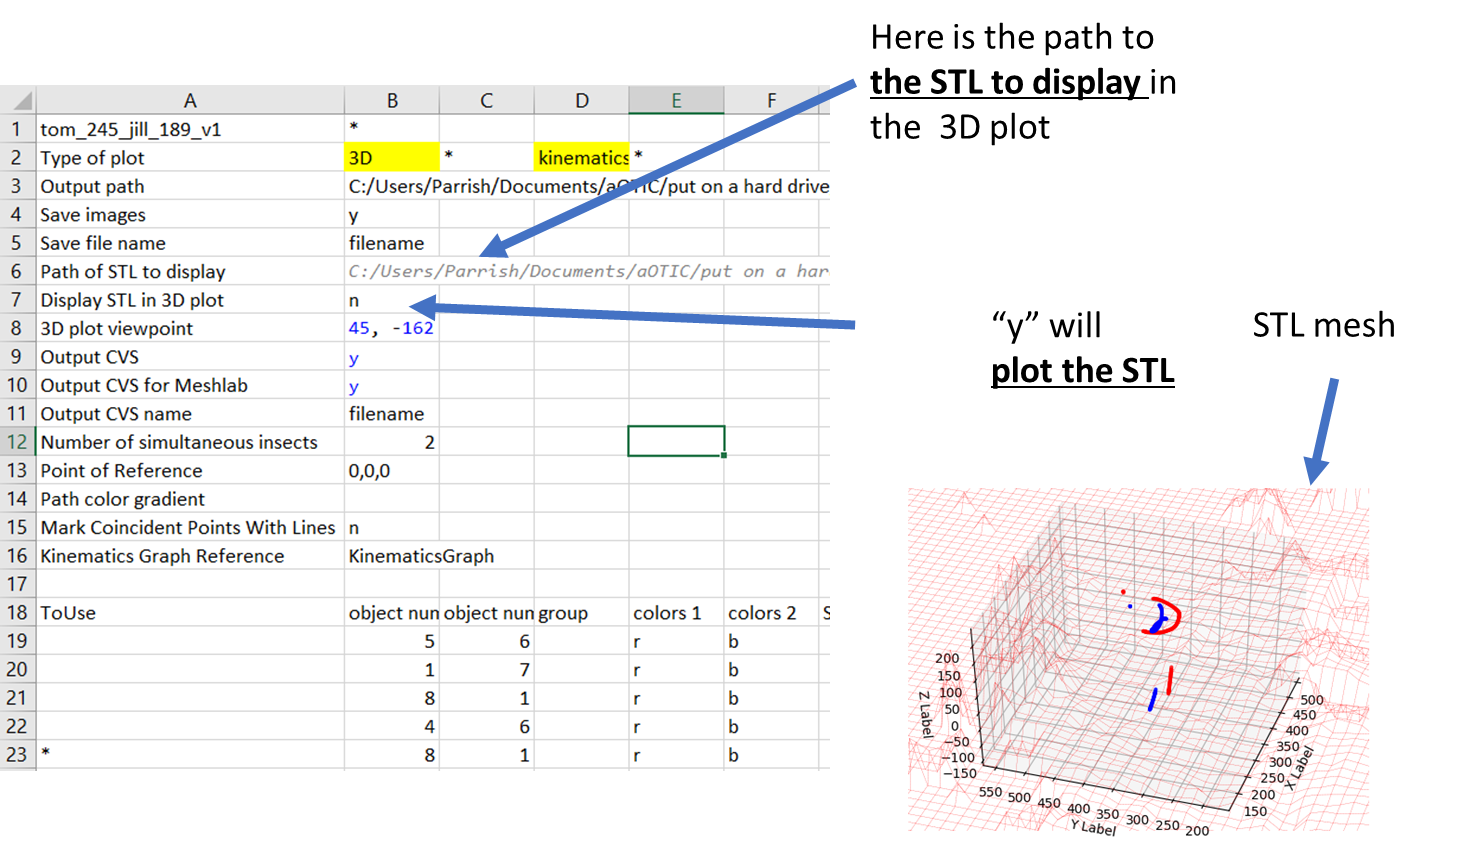 Here is the path to
the STL to display in
the 3D plot
A B C D E F
1 tom_245_jill_189_v1 *
2 Type of plot 3D * kinematics *
3 Output path C:/Users/Parrish/Documents/aOTIC/put on a hard drive
4 Save images y
5 Save file name filename
6 Path of STL to display C:/Users/Parrish/Documents/aOTIC/put on a har
7 Display STL in 3D plot n
8 3D plot viewpoint 45, -162
9 Output CVS y
10 Output CVS for Meshlab y
11 Output CVS name filename
12 Number of simultaneous insects 2
13 Point of Reference 0,0,0
14 Path color gradient
15 Mark Coincident Points With Lines n
16 Kinematics Graph Reference KinematicsGraph
17
18 ToUse object nun object nun group colors 1 colors 2 S
19 5 6 r b
20 1 7 r b
21 8 1 r b
22 4 6 r b
23 * 8 1 r b
“y” will
plot the STL
STL mesh
200
150
100
50
0
−50
−100
−150
Z Label
550 500 450 400 350 300 250 200
Y Label
500
450
400
350
300
250
200
150
X Label